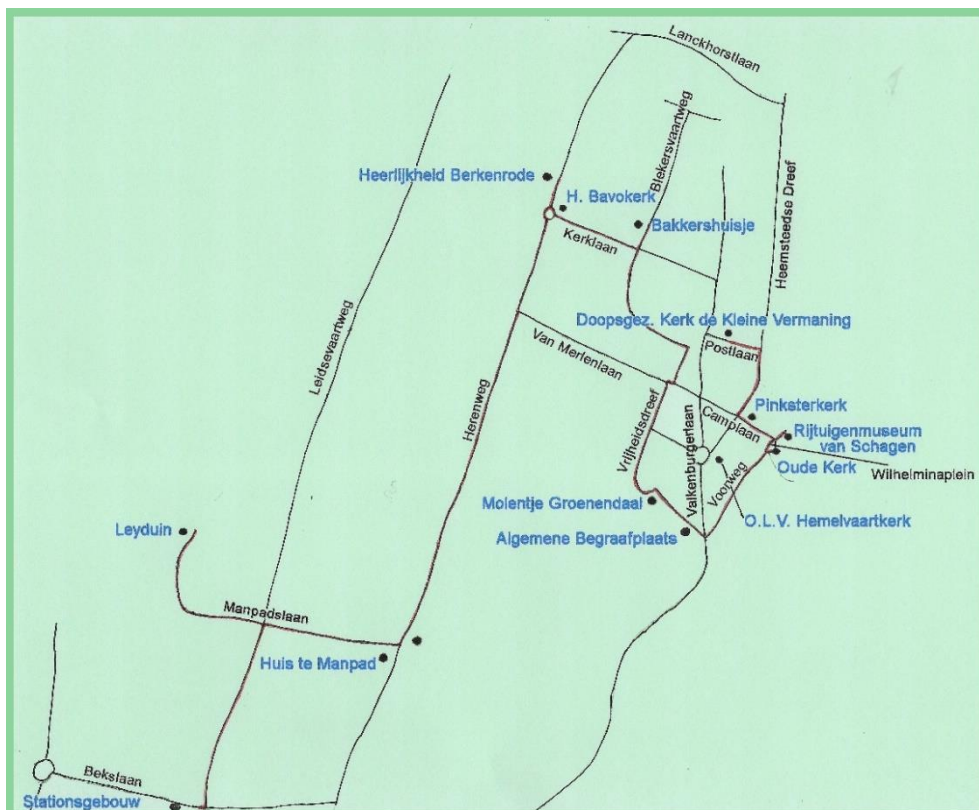 Lanckhorstlaan
Blekersvaartweg
Heemsteedse Dreef
Heerlijkheid Berkenrode
H. Bavokerk
Bakkershuisje
Kerklaan
Leidsevaartweg
Doopsgez. Kerk de Kleine Vermaning
Postlaan
Van Merlenlaan
Herenweg
Pinksterkerk
Camplaan
Rijtuigenmuseum
van Schagen
Vrijheidsdreef
Valkenburgerlaan
Voorweg
Oude Kerk
Wilhelminaplein
Molentje Groenendaal
O.L.V. Hemelvaartkerk
Leyduin
Algemene Begraafplaats
Manpadslaan
Huis te Manpad
Bekslaan
Stationsgebouw